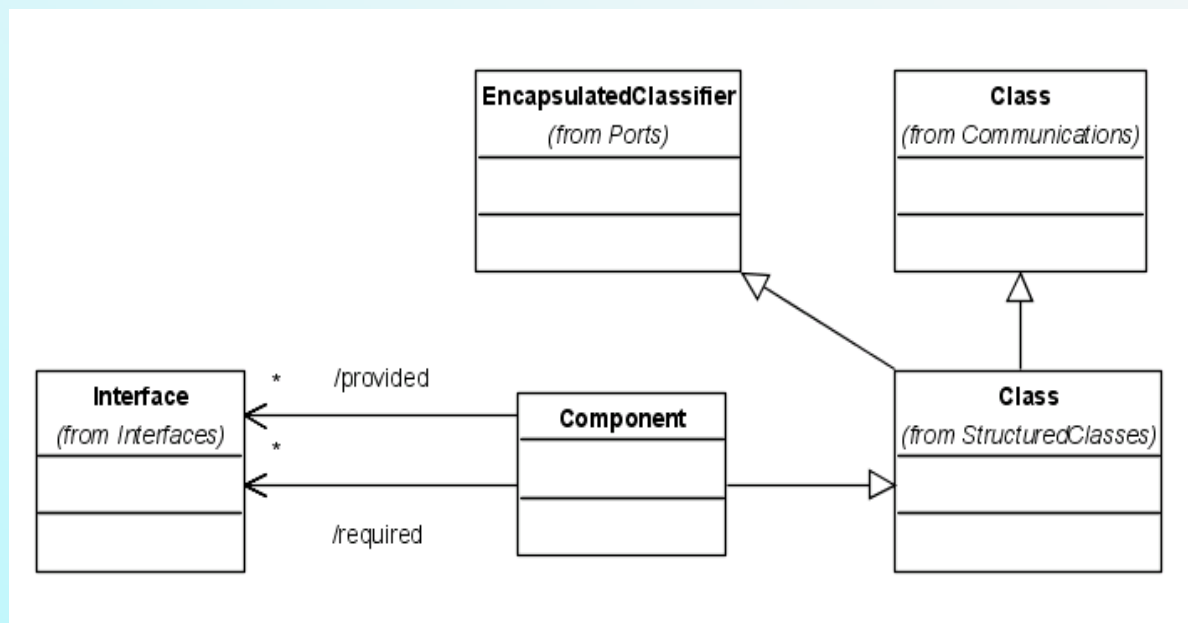 EncapsulatedClassifier
(from Ports)
Class
(from Communications)
* /provided
Interface
(from Interfaces)
*
Component
Class
(from StructuredClasses)
/required